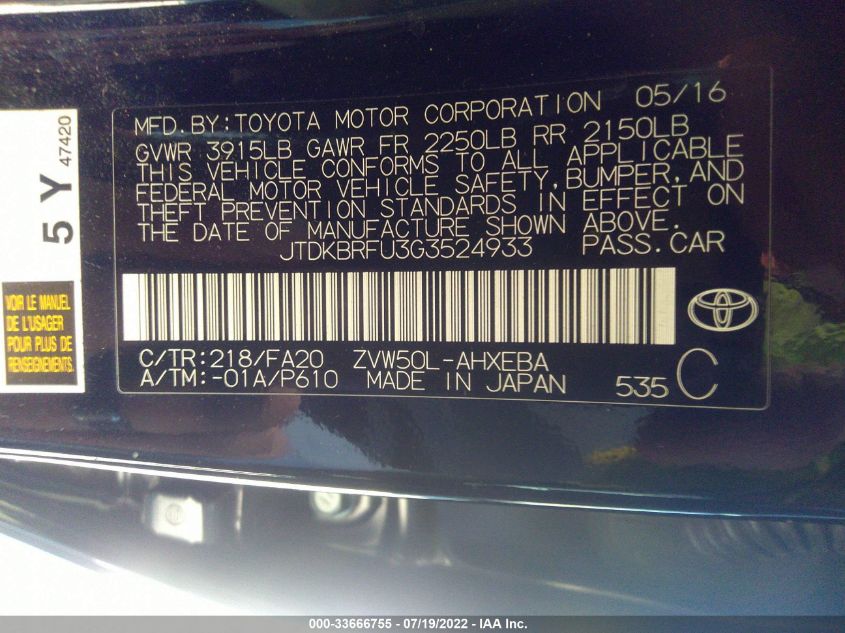 MFD.BY:TOYOTA MOTOR CORPORATION 05/16
GVWR 3915LB GAWR FR 2250LB RR 2150LB
THIS VEHICLE CONFORMS TO ALL APPLICABLE
FEDERAL MOTOR VEHICLE SAFETY,BUMPER,AND
THEFT PREVENTION STANDARDS IN EFFECT ON
THE DATE OF MANUFACTURE SHOWN ABOVE.
JTDKBRFU3G3524933 PASS.CAR
C/TR:218/FA20 ZVW50L-AHXEBA
A/TM:-01A/P610 MADE IN JAPAN 535 C
5 Y
47420
VOIR LE MANUEL
DE L'USAGER
POUR PLUS DE
RENSEIGNEMENTS
000-33666755 - 07/19/2022 - IAA Inc.